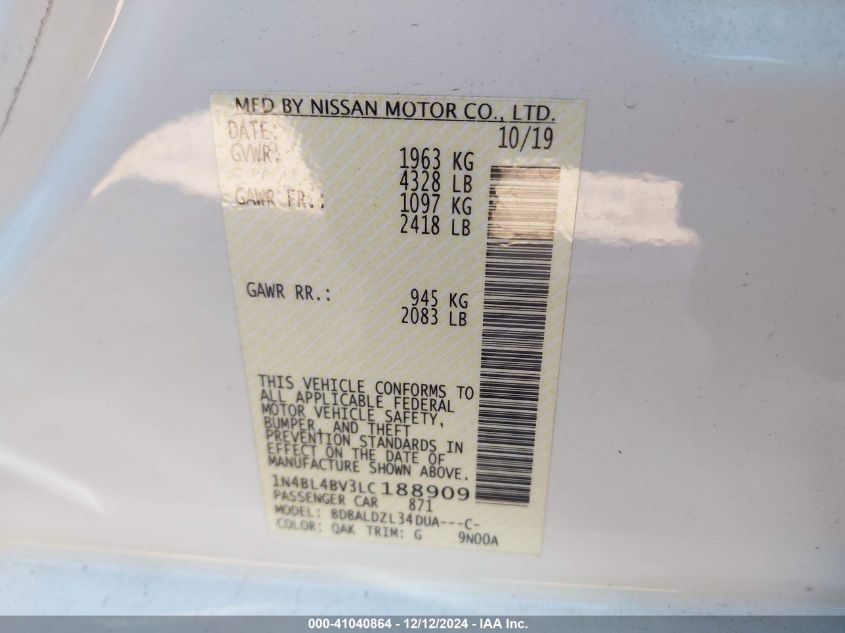 MFD BY NISSAN MOTOR CO., LTD.
DATE: 10/19
GVWR: 1963 KG
4328 LB
GAWR FR.: 1097 KG
2418 LB
GAWR RR.: 945 KG
2083 LB
THIS VEHICLE CONFORMS TO
ALL APPLICABLE FEDERAL
MOTOR VEHICLE SAFETY,
BUMPER, AND THEFT
PREVENTION STANDARDS IN
EFFECT ON THE DATE OF
MANUFACTURE SHOWN ABOVE.
1N4BL4BV3LC188909
PASSENGER CAR 871
MODEL: BDBALDZL34DUA---C-
COLOR: QAK TRIM: G 9N00A
000-41040864 - 12/12/2024 - IAA Inc.